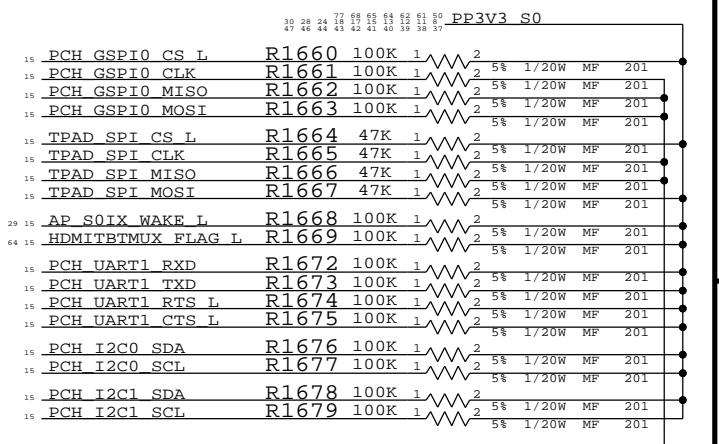 77 68 65 64 62 61 50
30 28 24 18 17 15 13 12 11 8 PP3V3_S0
47 46 44 43 42 41 40 39 38 37
15 PCH_GSPI0_CS_L R1660 100K 1 2 5% 1/20W MF 201
15 PCH_GSPI0_CLK R1661 100K 1 2 5% 1/20W MF 201
15 PCH_GSPI0_MISO R1662 100K 1 2 5% 1/20W MF 201
15 PCH_GSPI0_MOSI R1663 100K 1 2 5% 1/20W MF 201
15 TPAD_SPI_CS_L R1664 47K 1 2 5% 1/20W MF 201
15 TPAD_SPI_CLK R1665 47K 1 2 5% 1/20W MF 201
15 TPAD_SPI_MISO R1666 47K 1 2 5% 1/20W MF 201
15 TPAD_SPI_MOSI R1667 47K 1 2 5% 1/20W MF 201
29 15 AP_S0IX_WAKE_L R1668 100K 1 2 5% 1/20W MF 201
64 15 HDMITBTMUX_FLAG_L R1669 100K 1 2 5% 1/20W MF 201
15 PCH_UART1_RXD R1672 100K 1 2 5% 1/20W MF 201
15 PCH_UART1_TXD R1673 100K 1 2 5% 1/20W MF 201
15 PCH_UART1_RTS_L R1674 100K 1 2 5% 1/20W MF 201
15 PCH_UART1_CTS_L R1675 100K 1 2 5% 1/20W MF 201
15 PCH_I2C0_SDA R1676 100K 1 2 5% 1/20W MF 201
15 PCH_I2C0_SCL R1677 100K 1 2 5% 1/20W MF 201
15 PCH_I2C1_SDA R1678 100K 1 2 5% 1/20W MF 201
15 PCH_I2C1_SCL R1679 100K 1 2 5% 1/20W MF 201